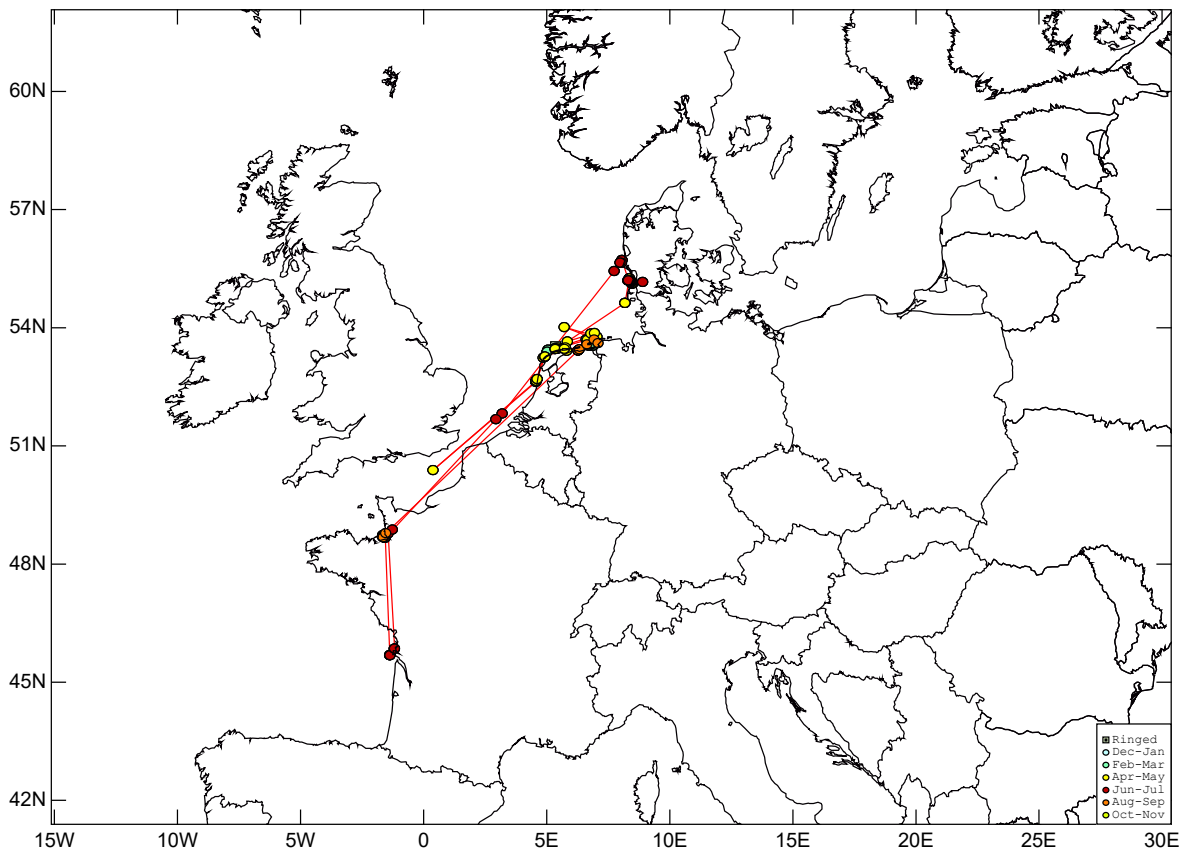 60N
57N
54N
51N
48N
45N
42N
Ringed
Dec-Jan
Feb-Mar
Apr-May
Jun-Jul
Aug-Sep
Oct-Nov
15W 10W 5W 0 5E 10E 15E 20E 25E 30E